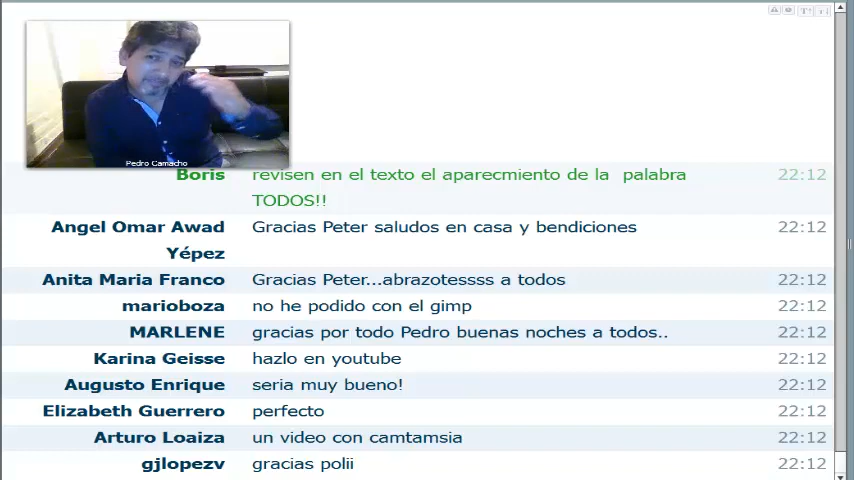 Pedro Camacho
Boris revisen en el texto el aparecmiento de la palabra 22:12
TODOS!!
Angel Omar Awad Gracias Peter saludos en casa y bendiciones 22:12
Yépez
Anita Maria Franco Gracias Peter...abrazotessss a todos 22:12
marioboza no he podido con el gimp 22:12
MARLENE gracias por todo Pedro buenas noches a todos.. 22:12
Karina Geisse hazlo en youtube 22:12
Augusto Enrique seria muy bueno! 22:12
Elizabeth Guerrero perfecto 22:12
Arturo Loaiza un video con camtamsia 22:12
gjlopezv gracias polii 22:12